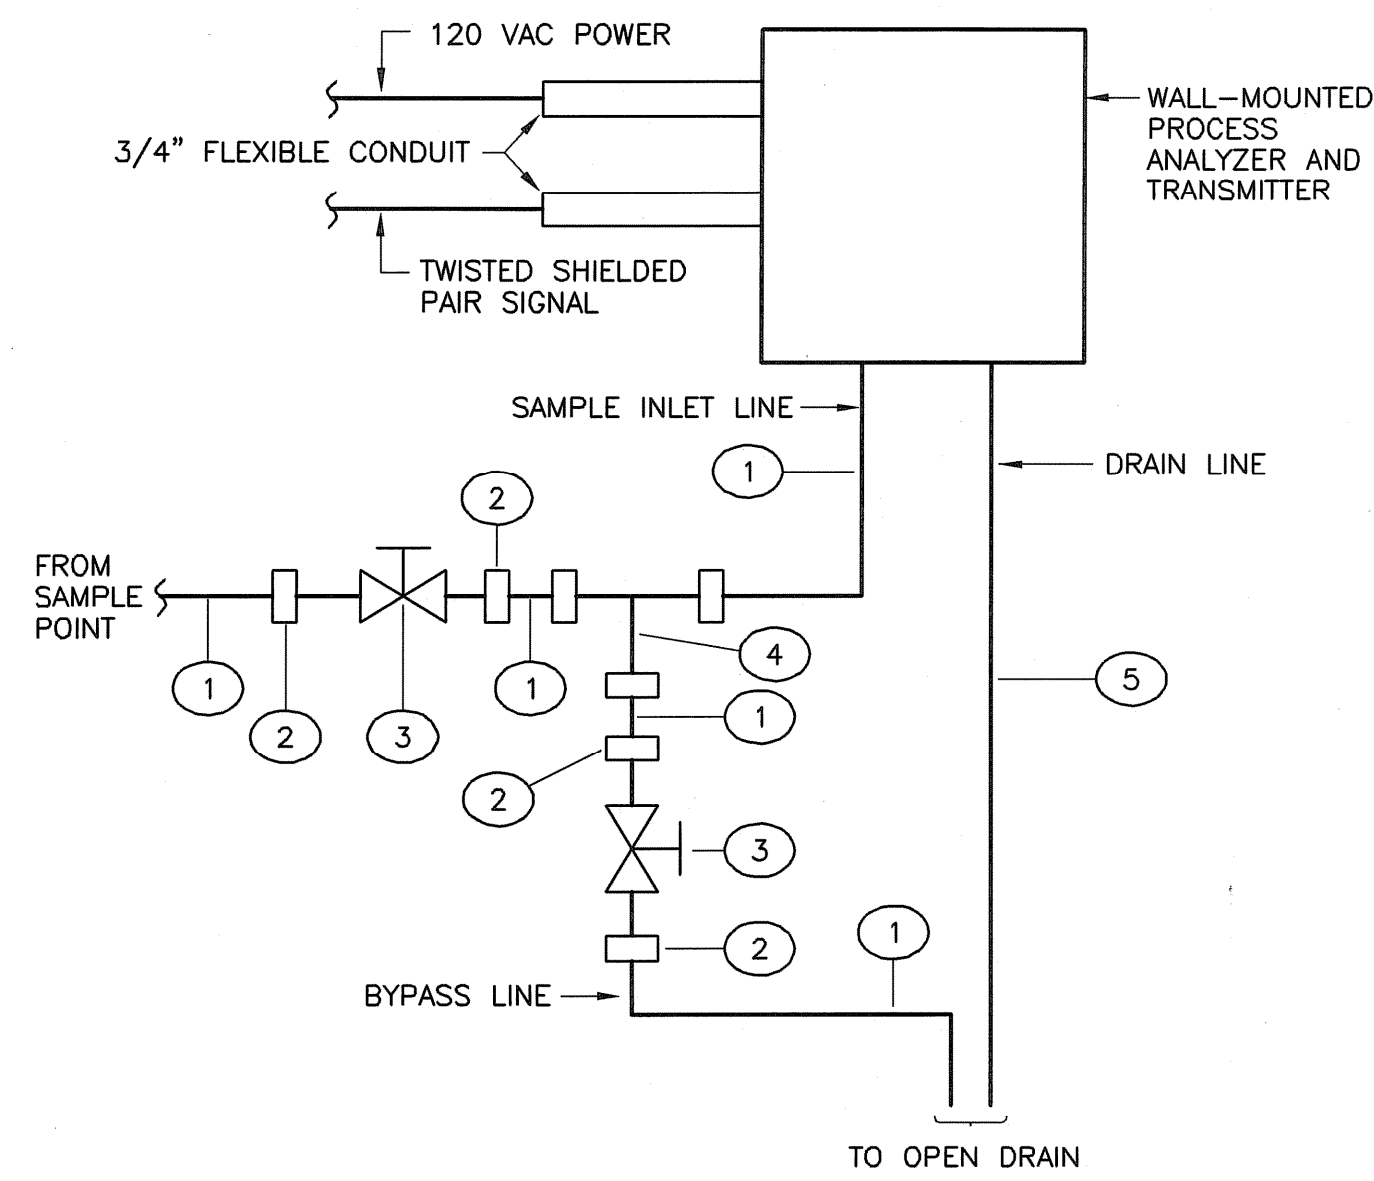 120 VAC POWER
3/4" FLEXIBLE CONDUIT
TWISTED SHIELDED
PAIR SIGNAL
WALL-MOUNTED
PROCESS
ANALYZER AND
TRANSMITTER
SAMPLE INLET LINE
1
DRAIN LINE
2
FROM
SAMPLE
POINT
1
2
3
1
4
1
5
2
3
2
1
BYPASS LINE
TO OPEN DRAIN